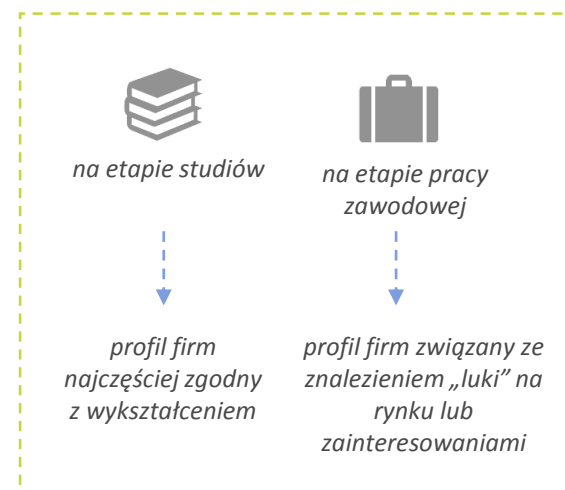 na etapie studiów
na etapie pracy
zawodowej
profil firm
najczęściej zgodny
z wykształceniem
profil firm związany ze
znalezieniem „luki” na
rynku lub
zainteresowaniami